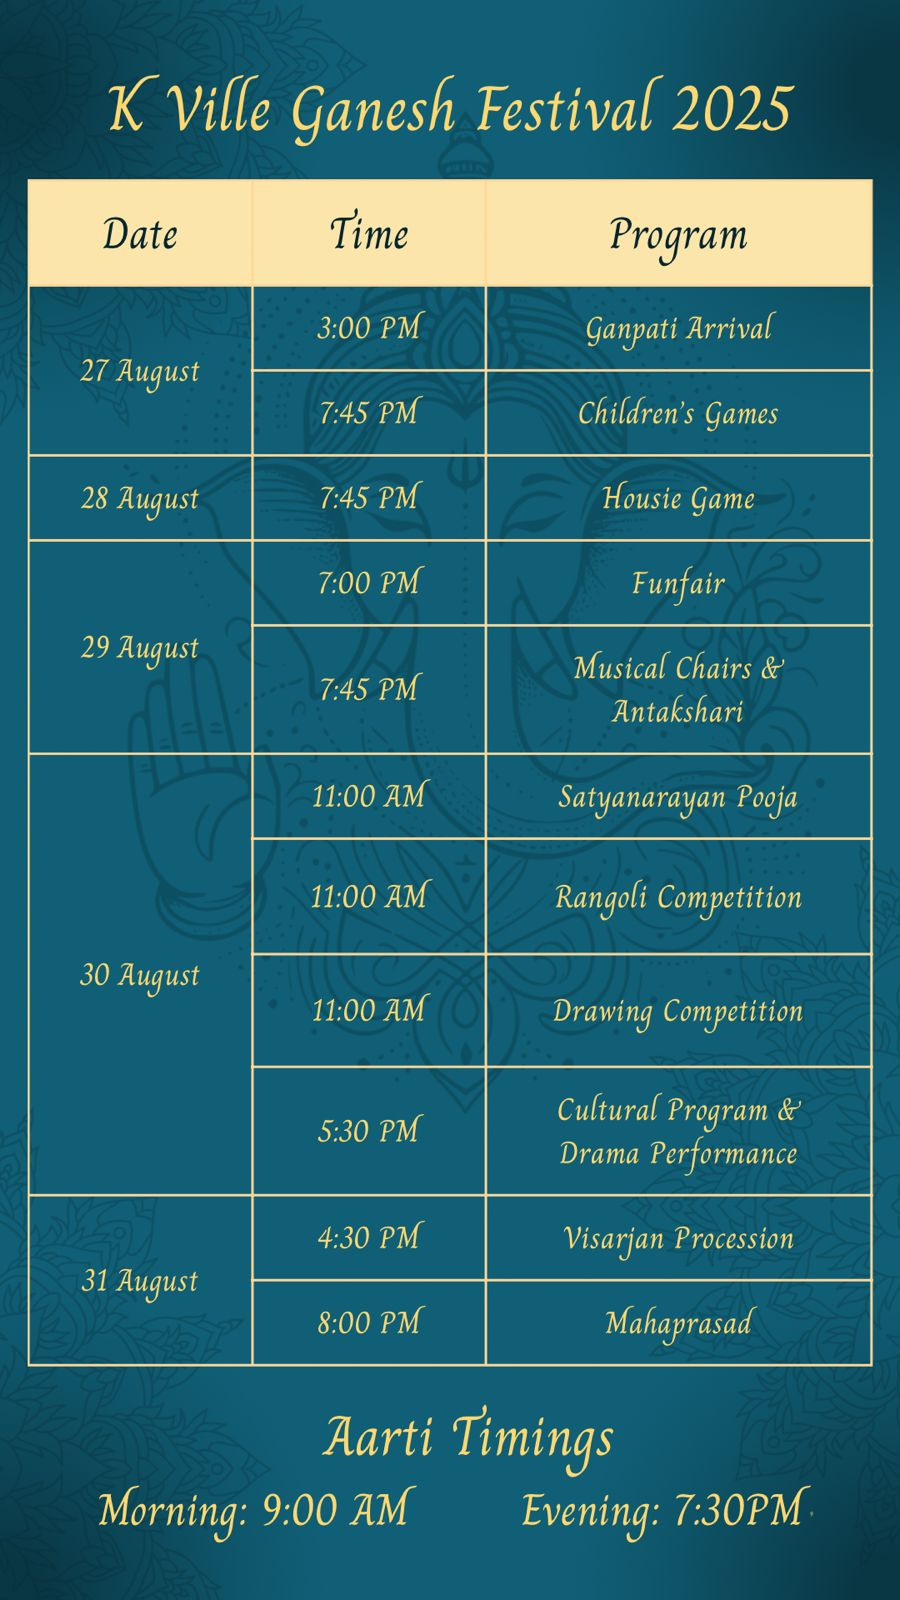 K Ville Ganesh Festival 2025
Date Time Program
27 August
3:00 PM Ganpati Arrival
7:45 PM Children's Games
28 August 7:45 PM Housie Game
29 August
7:00 PM Funfair
7:45 PM Musical Chairs &
Antakshari
30 August
11:00 AM Satyanarayan Pooja
11:00 AM Rangoli Competition
11:00 AM Drawing Competition
5:30 PM Cultural Program &
Drama Performance
31 August
4:30 PM Visarjan Procession
8:00 PM Mahaprasad
Aarti Timings
Morning: 9:00 AM Evening: 7:30PM